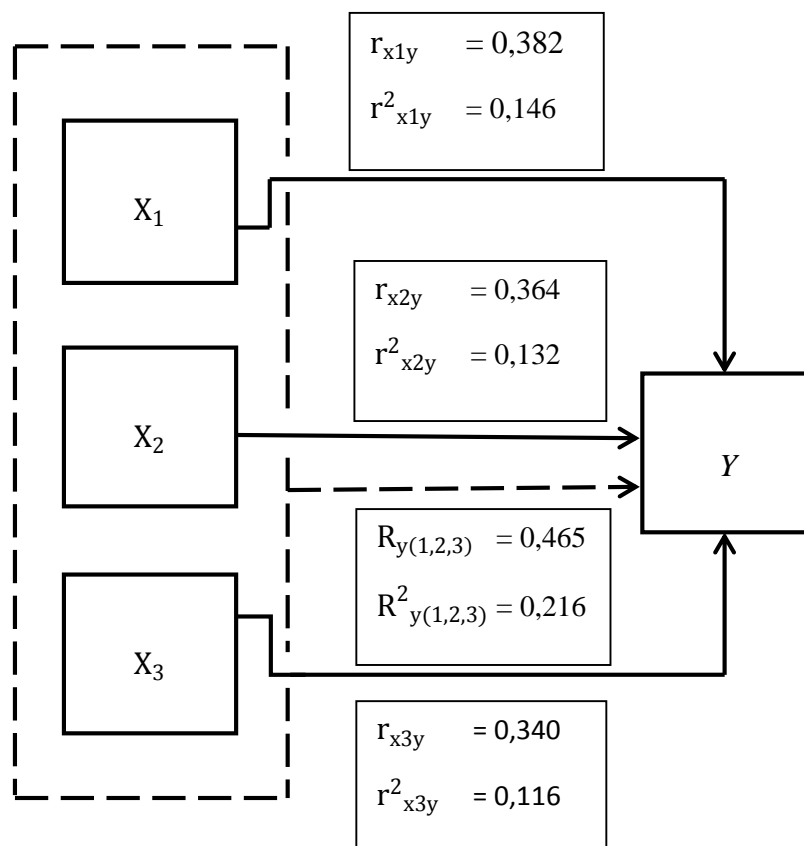 r_x1y = 0,382
r²_x1y = 0,146
X₁
r_x2y = 0,364
r²_x2y = 0,132
X₂
Y
R_y(1,2,3) = 0,465
R²_y(1,2,3) = 0,216
X₃
r_x3y = 0,340
r²_x3y = 0,116